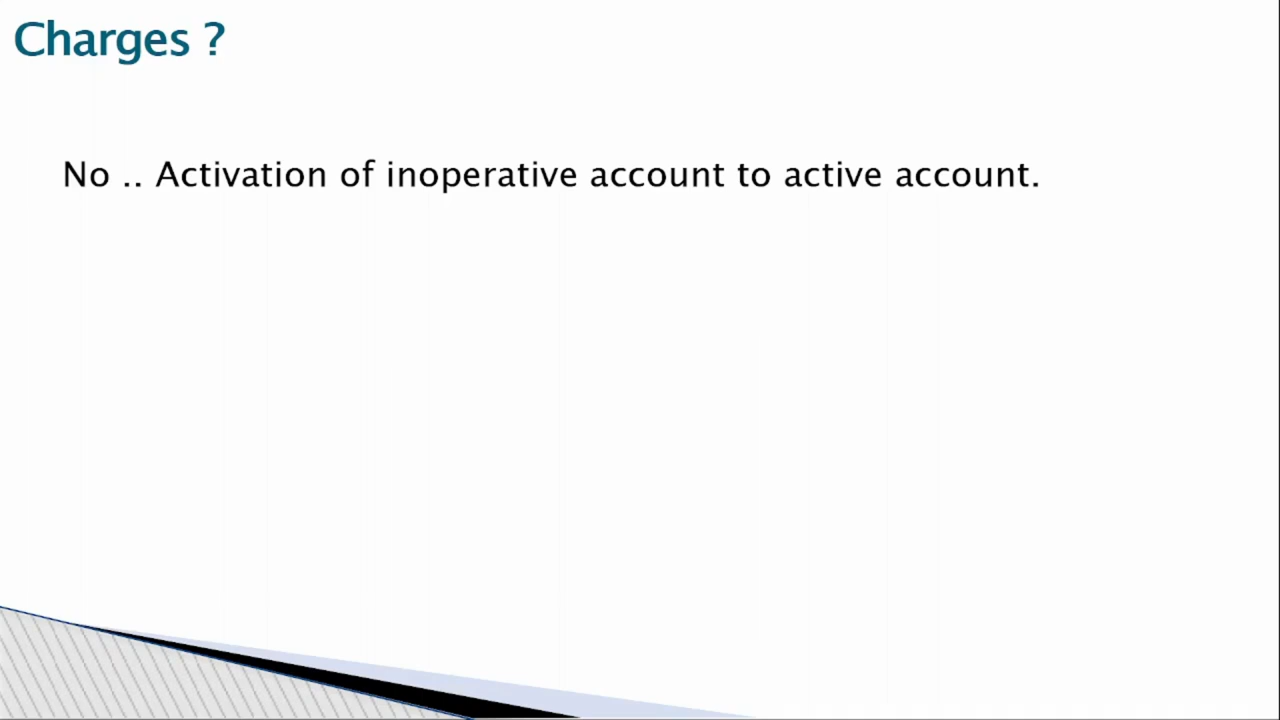 Charges ?
No .. Activation of inoperative account to active account.